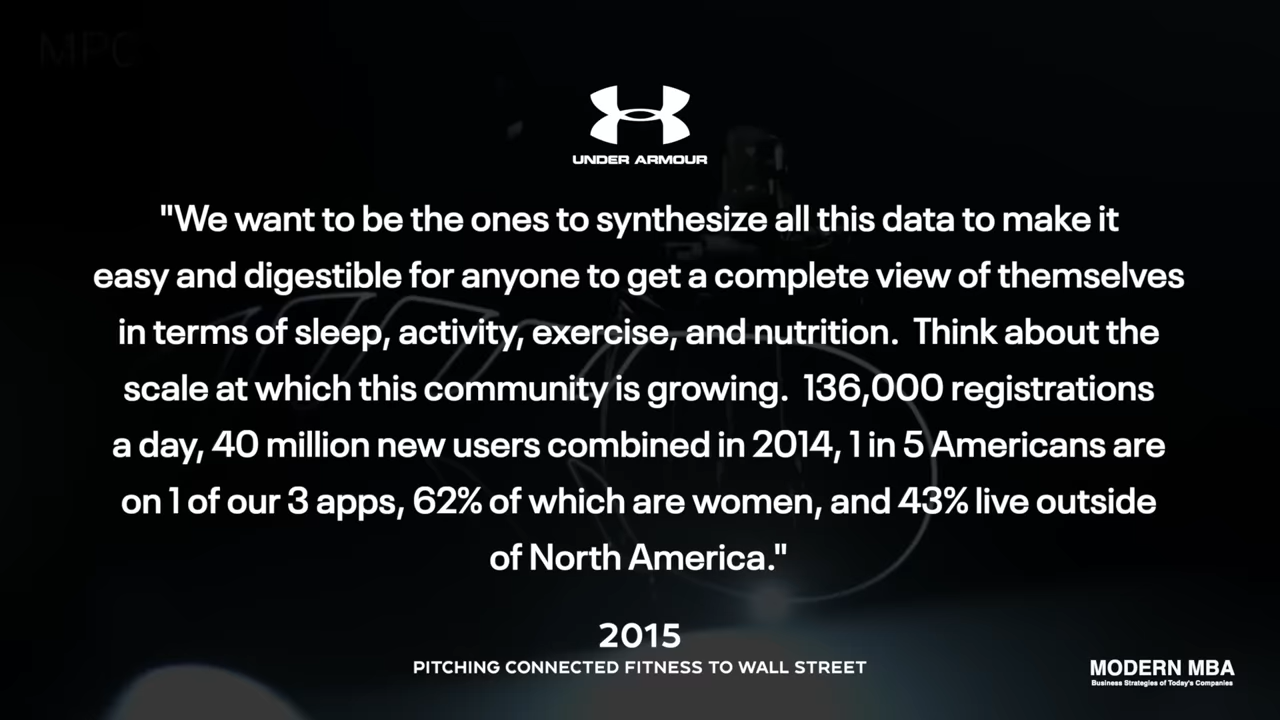 MPC
UNDER ARMOUR
"We want to be the ones to synthesize all this data to make it
easy and digestible for anyone to get a complete view of themselves
in terms of sleep, activity, exercise, and nutrition.  Think about the
scale at which this community is growing.  136,000 registrations
a day, 40 million new users combined in 2014, 1 in 5 Americans are
on 1 of our 3 apps, 62% of which are women, and 43% live outside
of North America."
2015
PITCHING CONNECTED FITNESS TO WALL STREET
MODERN MBA
Business Strategies of Today's Companies